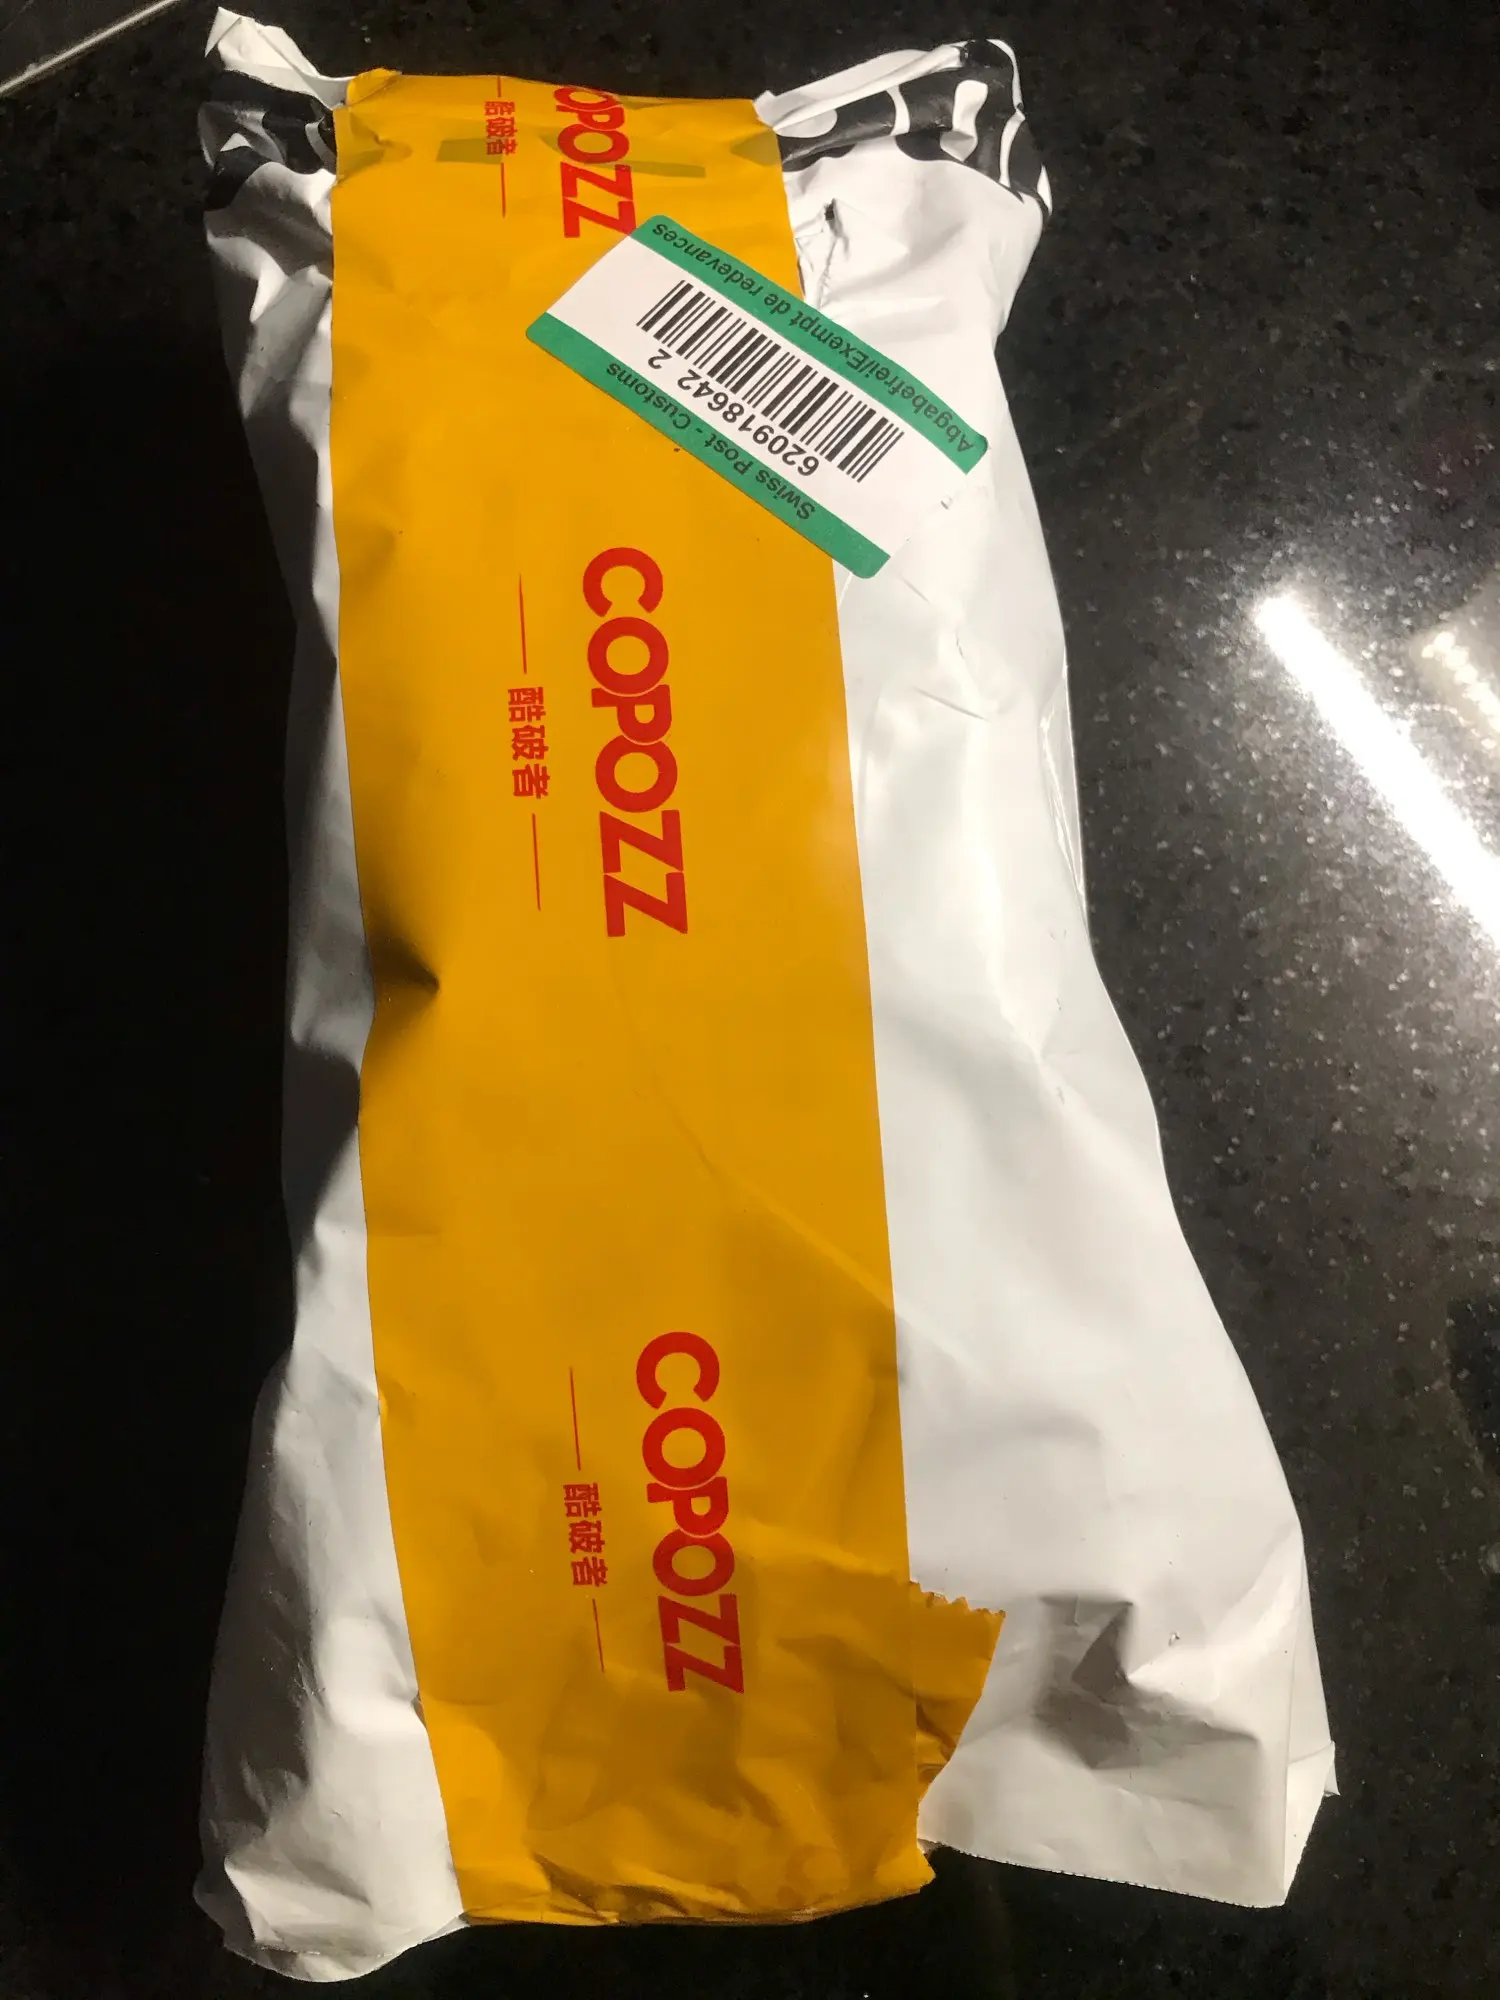 COPOZZ
酷破者
Abgabefrei/Exempt de redevances
620918642 2
Swiss Post - Customs
COPOZZ
酷破者
COPOZZ
酷破者